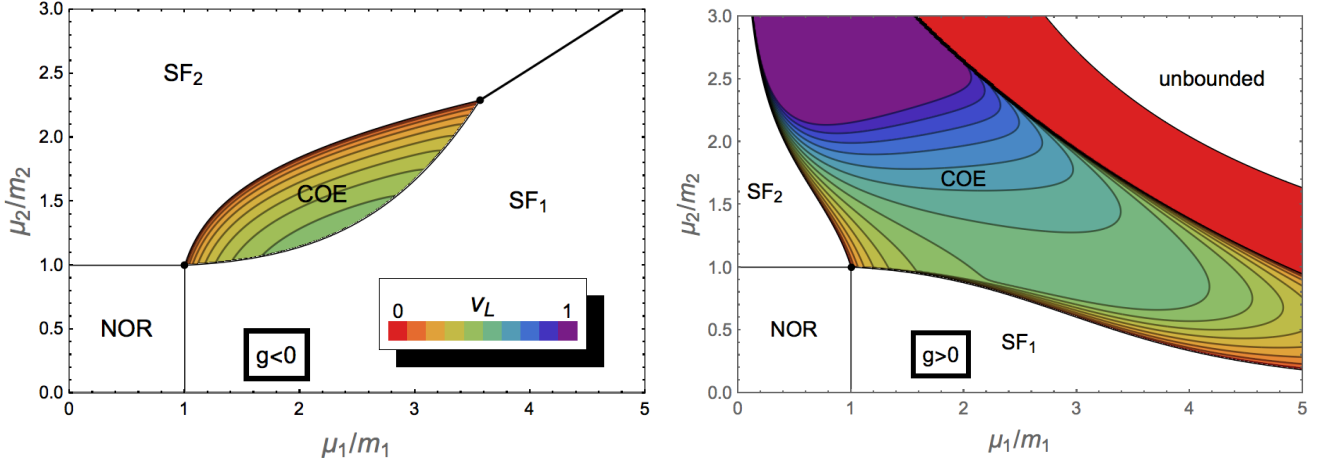 3.0
2.5
2.0
1.5
1.0
0.5
0.0
μ₂/m₂
SF₂
COE
SF₁
NOR
g<0
0 v_L 1
0 1 2 3 4 5
μ₁/m₁
3.0
2.5
2.0
1.5
1.0
0.5
0.0
μ₂/m₂
unbounded
COE
SF₂
NOR
g>0
SF₁
0 1 2 3 4 5
μ₁/m₁